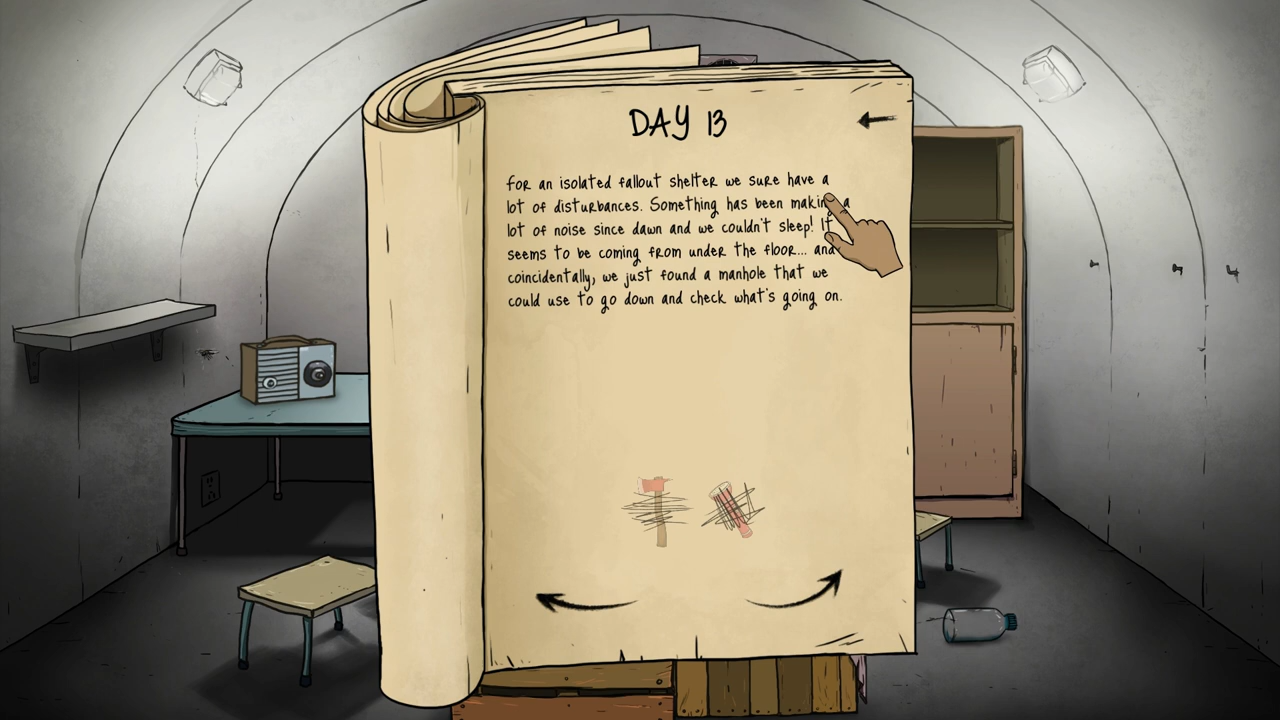 DAY 13
for an isolated fallout shelter we sure have a
lot of disturbances. Something has been making a
lot of noise since dawn and we couldn't sleep! It
seems to be coming from under the floor... and
coincidentally, we just found a manhole that we
could use to go down and check what's going on.